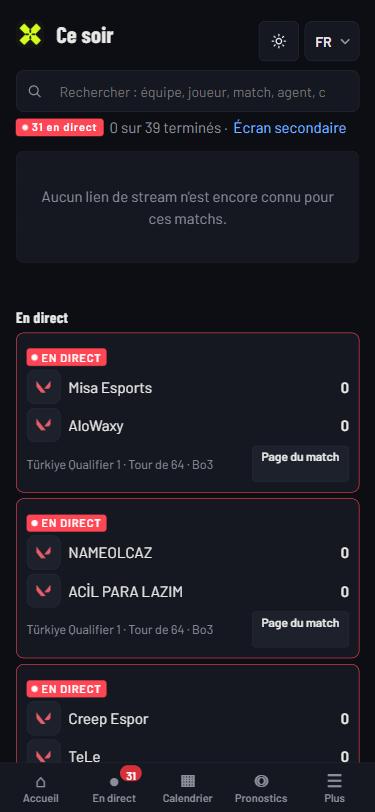 Ce soir
FR
Rechercher : équipe, joueur, match, agent, c
31 en direct 0 sur 39 terminés · Écran secondaire
Aucun lien de stream n'est encore connu pour
ces matchs.
En direct
EN DIRECT
Misa Esports 0
AloWaxy 0
Türkiye Qualifier 1 · Tour de 64 · Bo3 Page du match
EN DIRECT
NAMEOLCAZ 0
ACİL PARA LAZIM 0
Türkiye Qualifier 1 · Tour de 64 · Bo3 Page du match
EN DIRECT
Creep Espor 0
TeLe 0
31
Accueil En direct Calendrier Pronostics Plus